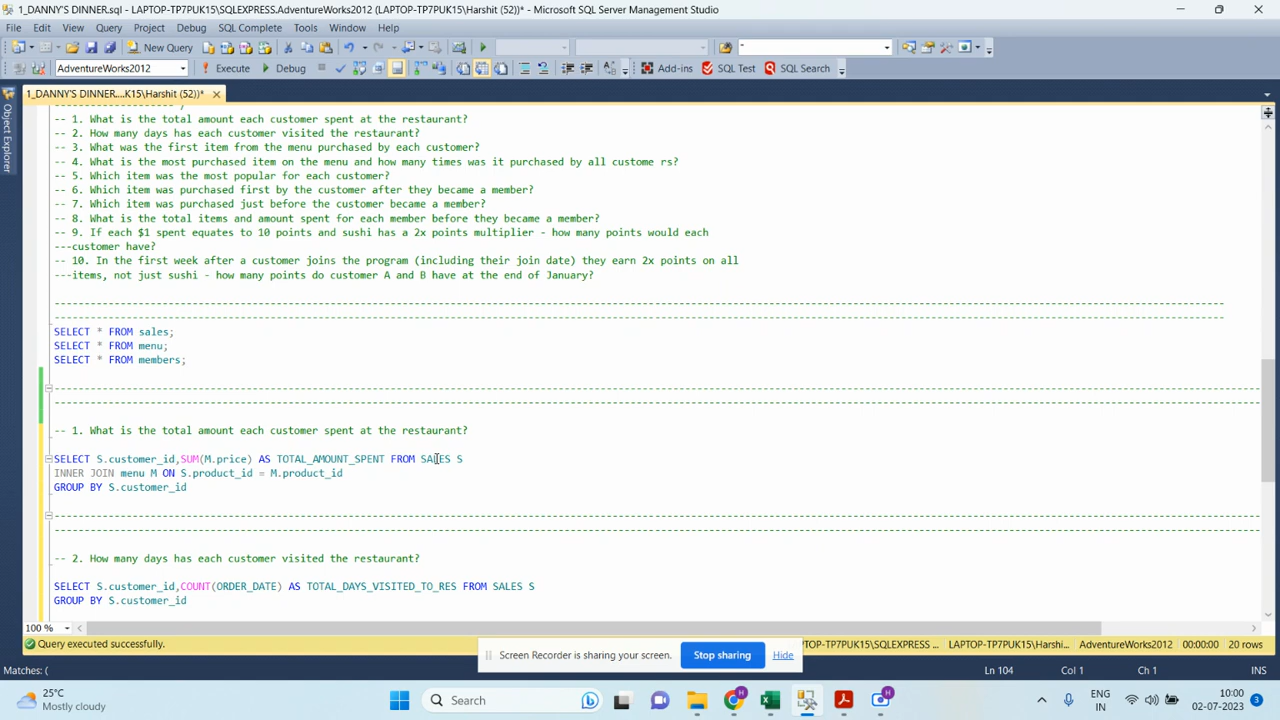 1_DANNY'S DINNER.sql - LAPTOP-TP7PUK15\SQLEXPRESS.AdventureWorks2012 (LAPTOP-TP7PUK15\Harshit (52))* - Microsoft SQL Server Management Studio
File Edit View Query Project Debug SQL Complete Tools Window Help
New Query
AdventureWorks2012 Execute Debug Add-ins SQL Test SQL Search
1_DANNY'S DINNER....K15\Harshit (52))*
Object Explorer
-- 1. What is the total amount each customer spent at the restaurant?
-- 2. How many days has each customer visited the restaurant?
-- 3. What was the first item from the menu purchased by each customer?
-- 4. What is the most purchased item on the menu and how many times was it purchased by all custome rs?
-- 5. Which item was the most popular for each customer?
-- 6. Which item was purchased first by the customer after they became a member?
-- 7. Which item was purchased just before the customer became a member?
-- 8. What is the total items and amount spent for each member before they became a member?
-- 9. If each $1 spent equates to 10 points and sushi has a 2x points multiplier - how many points would each
---customer have?
-- 10. In the first week after a customer joins the program (including their join date) they earn 2x points on all
---items, not just sushi - how many points do customer A and B have at the end of January?
SELECT * FROM sales;
SELECT * FROM menu;
SELECT * FROM members;
-- 1. What is the total amount each customer spent at the restaurant?
SELECT S.customer_id,SUM(M.price) AS TOTAL_AMOUNT_SPENT FROM SALES S
INNER JOIN menu M ON S.product_id = M.product_id
GROUP BY S.customer_id
-- 2. How many days has each customer visited the restaurant?
SELECT S.customer_id,COUNT(ORDER_DATE) AS TOTAL_DAYS_VISITED_TO_RES FROM SALES S
GROUP BY S.customer_id
100 %
Query executed successfully. TOP-TP7PUK15\SQLEXPRESS ... LAPTOP-TP7PUK15\Harshi... AdventureWorks2012 00:00:00 20 rows
Screen Recorder is sharing your screen. Stop sharing Hide
Matches: ( Ln 104 Col 1 Ch 1 INS
25°C
Mostly cloudy
Search
ENG
IN
10:00
02-07-2023
3